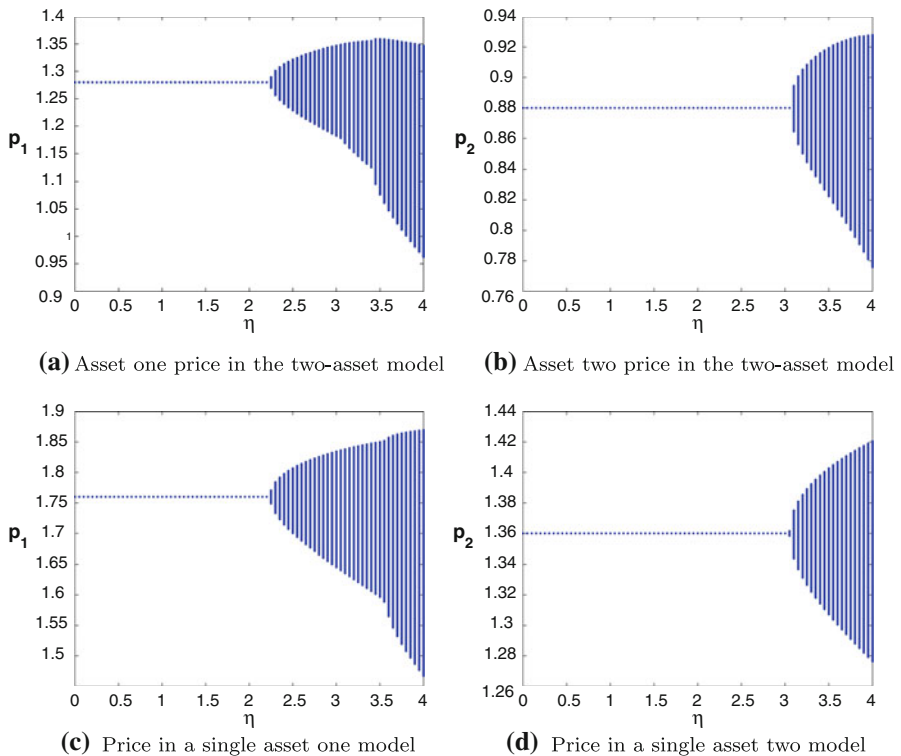 1.4
1.35
1.3
1.25
1.2
p1
1.15
1.1
1.05
1
0.95
0.9
0 0.5 1 1.5 2 2.5 3 3.5 4
η
(a) Asset one price in the two-asset model
0.94
0.92
0.9
0.88
0.86
p2
0.84
0.82
0.8
0.78
0.76
0 0.5 1 1.5 2 2.5 3 3.5 4
η
(b) Asset two price in the two-asset model
1.9
1.85
1.8
1.75
1.7
p1
1.65
1.6
1.55
1.5
0 0.5 1 1.5 2 2.5 3 3.5 4
η
(c) Price in a single asset one model
1.44
1.42
1.4
1.38
1.36
p2
1.34
1.32
1.3
1.28
1.26
0 0.5 1 1.5 2 2.5 3 3.5 4
η
(d) Price in a single asset two model